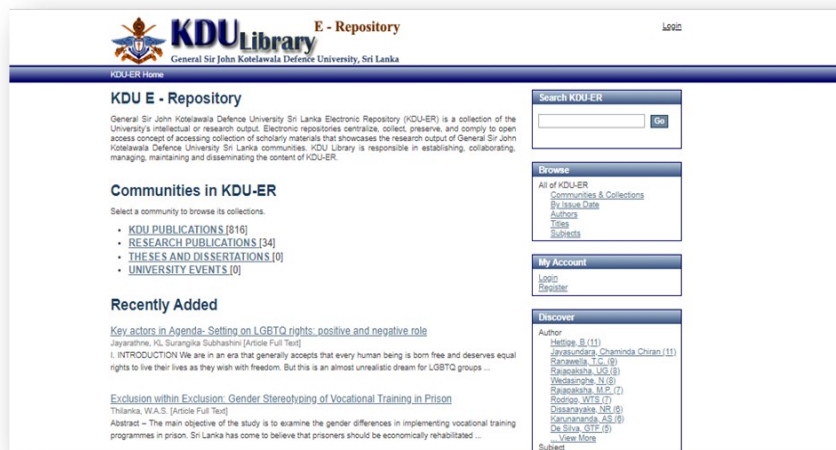 KDU Library E - Repository
General Sir John Kotelawala Defence University, Sri Lanka
Login
KDU-ER Home
KDU E - Repository
General Sir John Kotelawala Defence University Sri Lanka Electronic Repository (KDU-ER) is a collection of the
University's intellectual or research output. Electronic repositories centralize, collect, preserve, and comply to open
access concept of accessing collection of scholarly materials that showcases the research output of General Sir John
Kotelawala Defence University Sri Lanka communities. KDU Library is responsible in establishing, collaborating,
managing, maintaining and disseminating the content of KDU-ER.
Communities in KDU-ER
Select a community to browse its collections.
KDU PUBLICATIONS [816]
RESEARCH PUBLICATIONS [34]
THESES AND DISSERTATIONS [0]
UNIVERSITY EVENTS [0]
Recently Added
Key actors in Agenda- Setting on LGBTQ rights: positive and negative role
Jayarathne, KL Surangika Subhashini [Article Full Text]
I. INTRODUCTION We are in an era that generally accepts that every human being is born free and deserves equal
rights to live their lives as they wish with freedom. But this is an almost unrealistic dream for LGBTQ groups ...
Exclusion within Exclusion: Gender Stereotyping of Vocational Training in Prison
Thilanka, W.A.S. [Article Full Text]
Abstract – The main objective of the study is to examine the gender differences in implementing vocational training
programmes in prison. Sri Lanka has come to believe that prisoners should be economically rehabilitated ...
Search KDU-ER
Go
Browse
All of KDU-ER
Communities & Collections
By Issue Date
Authors
Titles
Subjects
My Account
Login
Register
Discover
Author
Hettige, B (11)
Jayasundara, Chaminda Chiran (11)
Ranawella, T.C. (9)
Rajapaksha, UG (8)
Wedasinghe, N (8)
Rajapaksha, M.P. (7)
Rodrigo, WTS (7)
Dissanayake, NR (6)
Karunananda, AS (6)
De Silva, GTF (5)
... View More
Subject